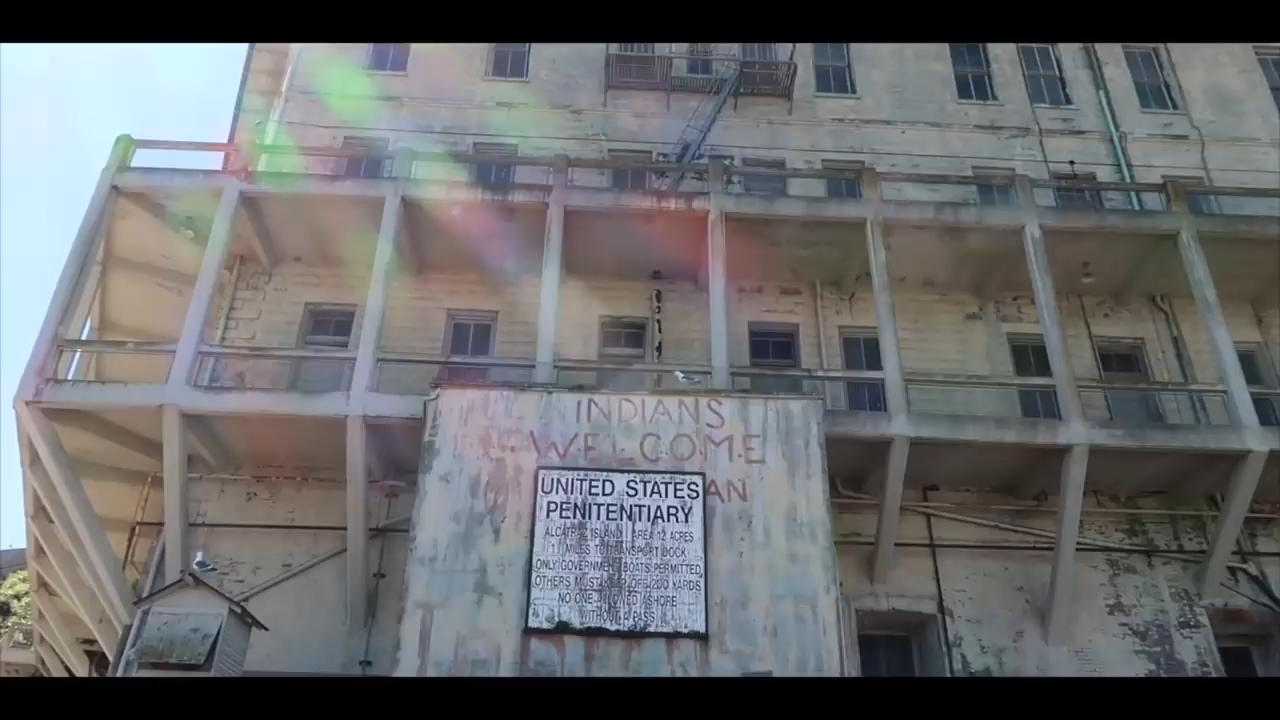 INDIANS
WELCOME
AN
UNITED STATES
PENITENTIARY
ALCATRAZ ISLAND AREA 12 ACRES
1 MILES TO TRANSPORT DOCK
ONLY GOVERNMENT BOATS PERMITTED
OTHERS MUST KEEP OFF 200 YARDS
NO ONE ALLOWED ASHORE
WITHOUT A PASS